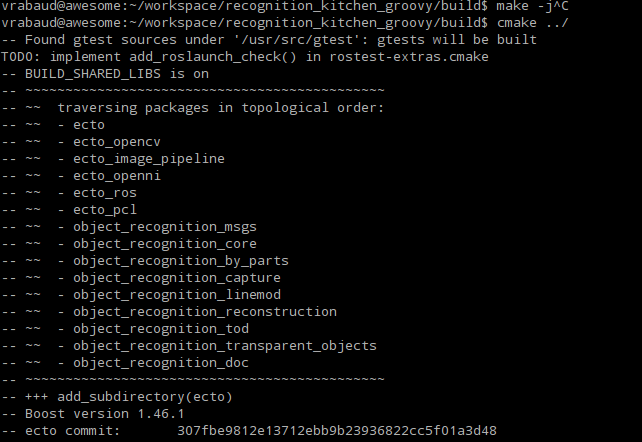 vrabaud@awesome:~/workspace/recognition_kitchen_groovy/build$ make -j^C
vrabaud@awesome:~/workspace/recognition_kitchen_groovy/build$ cmake ../
-- Found gtest sources under '/usr/src/gtest': gtests will be built
TODO: implement add_roslaunch_check() in rostest-extras.cmake
-- BUILD_SHARED_LIBS is on
-- ~~~~~~~~~~~~~~~~~~~~~~~~~~~~~~~~~~~~~~~~~~~~~
-- ~~  traversing packages in topological order:
-- ~~  - ecto
-- ~~  - ecto_opencv
-- ~~  - ecto_image_pipeline
-- ~~  - ecto_openni
-- ~~  - ecto_ros
-- ~~  - ecto_pcl
-- ~~  - object_recognition_msgs
-- ~~  - object_recognition_core
-- ~~  - object_recognition_by_parts
-- ~~  - object_recognition_capture
-- ~~  - object_recognition_linemod
-- ~~  - object_recognition_reconstruction
-- ~~  - object_recognition_tod
-- ~~  - object_recognition_transparent_objects
-- ~~  - object_recognition_doc
-- ~~~~~~~~~~~~~~~~~~~~~~~~~~~~~~~~~~~~~~~~~~~~~
-- +++ add_subdirectory(ecto)
-- Boost version 1.46.1
-- ecto commit:       307fbe9812e13712ebb9b23936822cc5f01a3d48